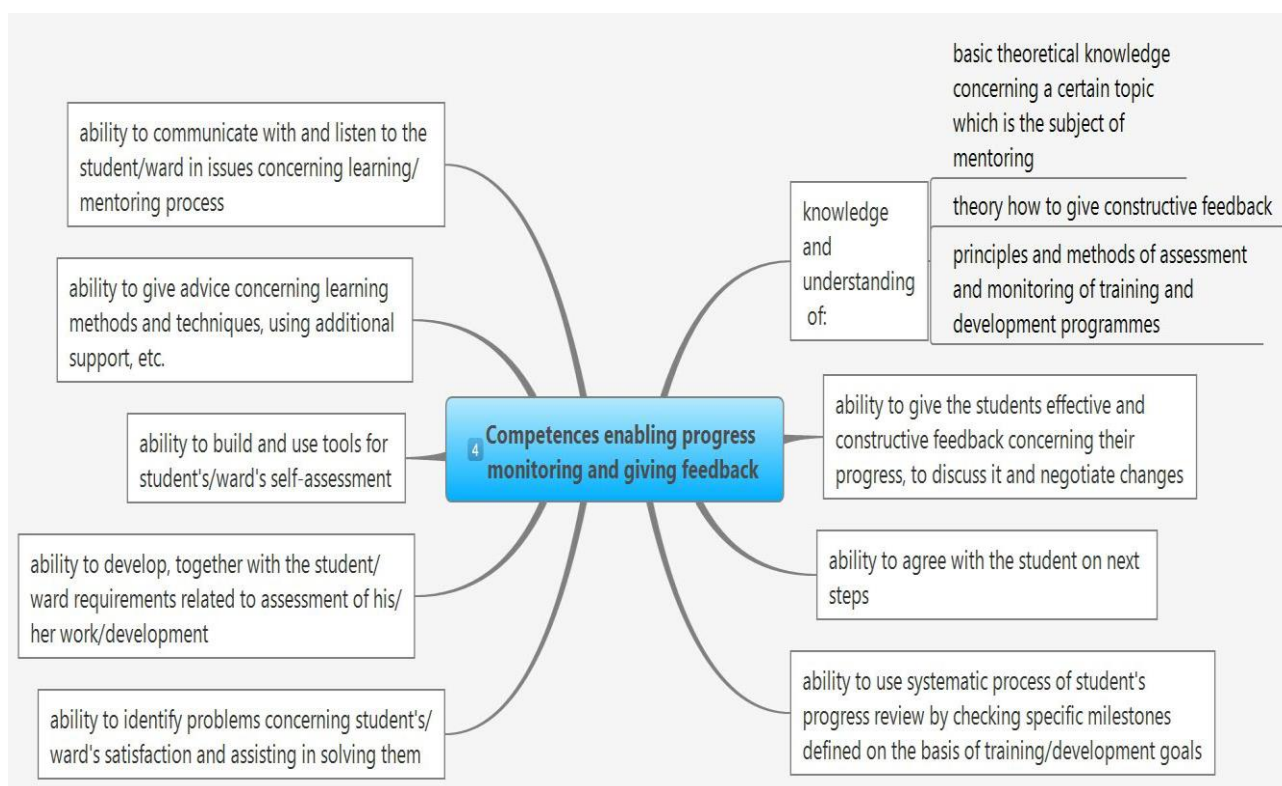 4
Competences enabling progress
monitoring and giving feedback
knowledge
and
understanding
of:
basic theoretical knowledge
concerning a certain topic
which is the subject of
mentoring
theory how to give constructive feedback
principles and methods of assessment
and monitoring of training and
development programmes
ability to give the students effective and
constructive feedback concerning their
progress, to discuss it and negotiate changes
ability to agree with the student on next
steps
ability to use systematic process of student's
progress review by checking specific milestones
defined on the basis of training/development goals
ability to communicate with and listen to the
student/ward in issues concerning learning/
mentoring process
ability to give advice concerning learning
methods and techniques, using additional
support, etc.
ability to build and use tools for
student's/ward's self-assessment
ability to develop, together with the student/
ward requirements related to assessment of his/
her work/development
ability to identify problems concerning student's/
ward's satisfaction and assisting in solving them